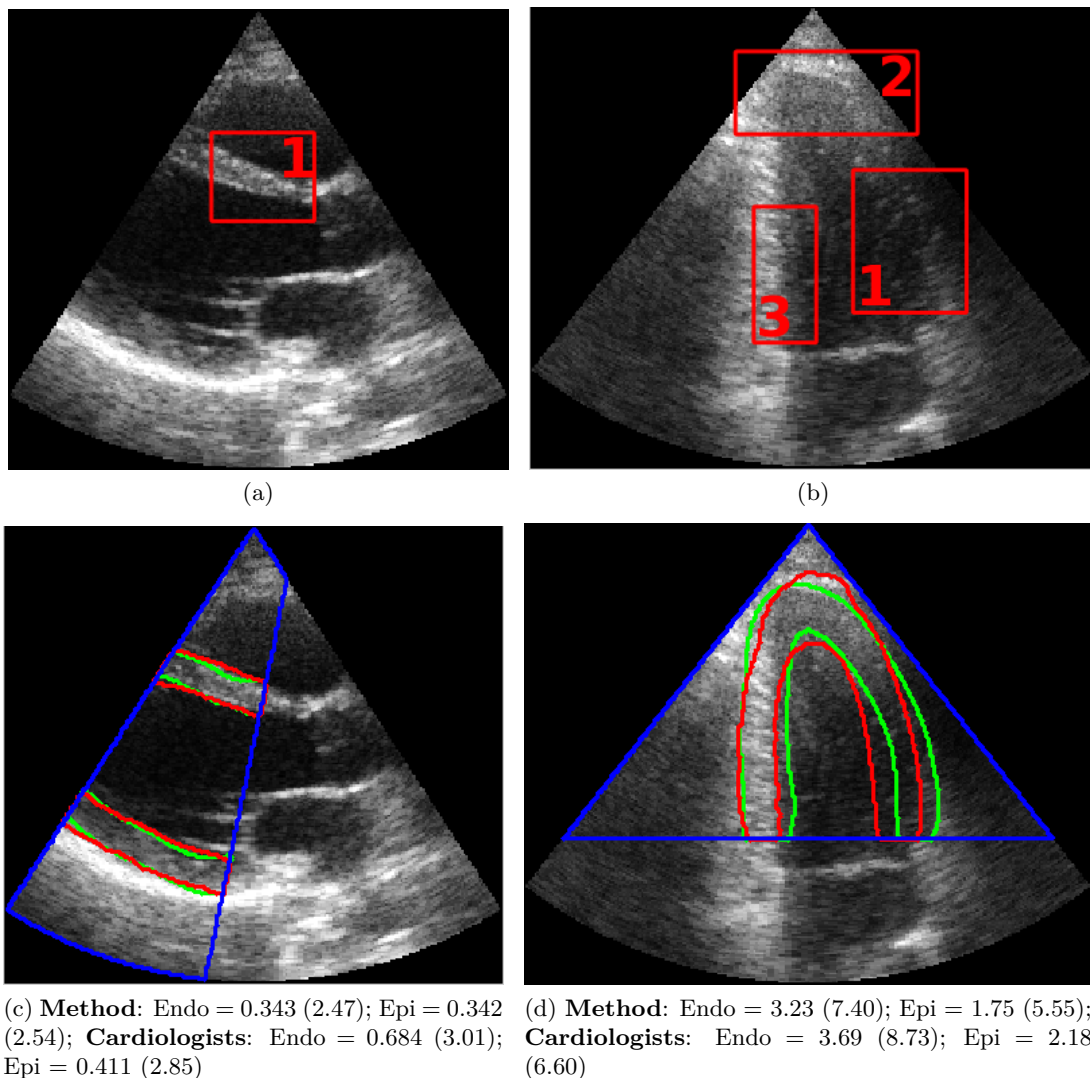 1
2
1
3
(a)
(b)
(c) Method: Endo = 0.343 (2.47); Epi = 0.342
(2.54); Cardiologists: Endo = 0.684 (3.01);
Epi = 0.411 (2.85)
(d) Method: Endo = 3.23 (7.40); Epi = 1.75 (5.55);
Cardiologists: Endo = 3.69 (8.73); Epi = 2.18
(6.60)